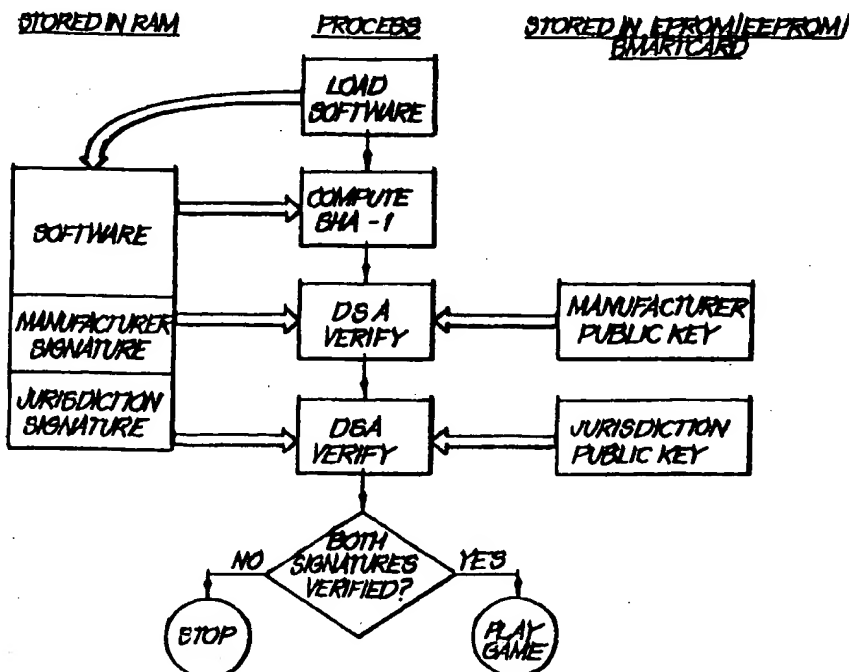 STORED IN RAM
PROCESS
STORED IN EPROM/EEPROM/
SMARTCARD
LOAD
SOFTWARE
SOFTWARE
COMPUTE
SHA-1
MANUFACTURER
SIGNATURE
DSA
VERIFY
MANUFACTURER
PUBLIC KEY
JURISDICTION
SIGNATURE
DSA
VERIFY
JURISDICTION
PUBLIC KEY
BOTH
SIGNATURES
VERIFIED?
NO
YES
STOP
PLAY
GAME